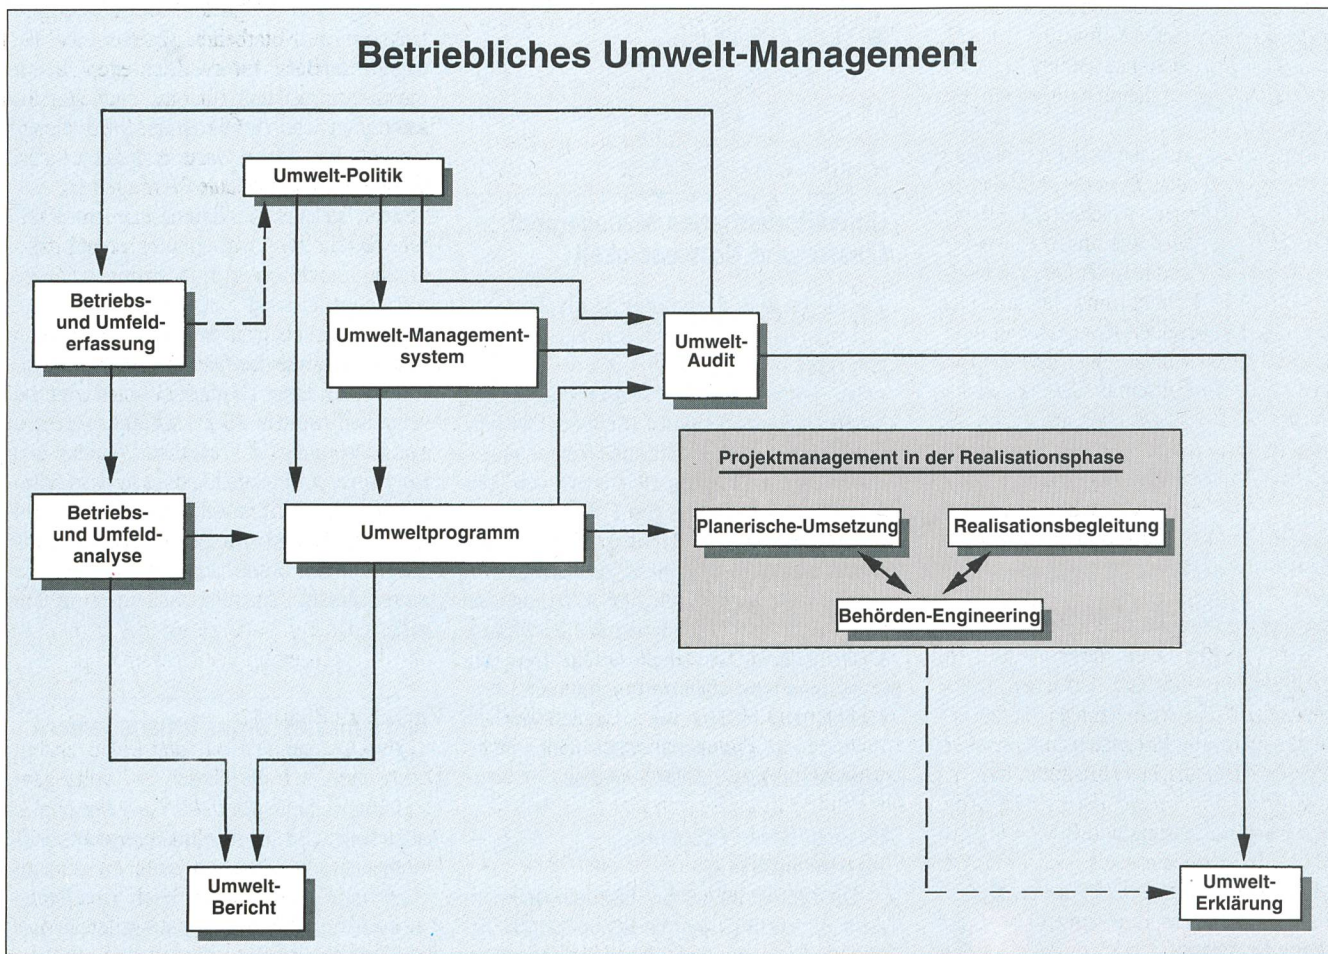 Betriebliches Umwelt-Management
Umwelt-Politik
Betriebs-
und Umfeld-
erfassung
Umwelt-Management-
system
Umwelt-
Audit
Projektmanagement in der Realisationsphase
Betriebs-
und Umfeld-
analyse
Umweltprogramm
Planerische-Umsetzung
Realisationsbegleitung
Behörden-Engineering
Umwelt-
Bericht
Umwelt-
Erklärung